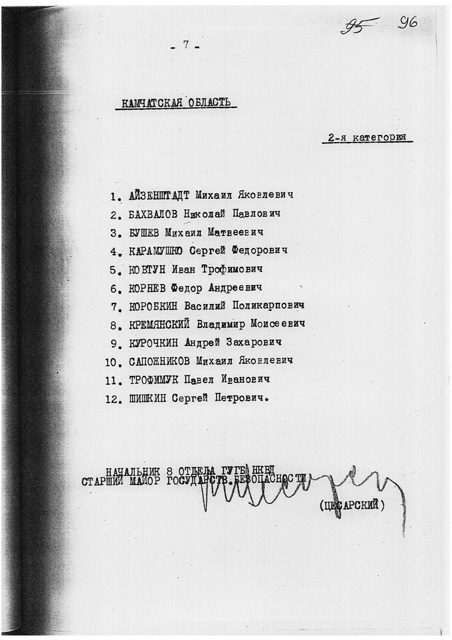 95 96
- 7 -
КАМЧАТСКАЯ ОБЛАСТЬ
2-я категория
1. АЙЗЕНШТАДТ Михаил Яковлевич
2. БАХВАЛОВ Николай Павлович
3. БУШЕВ Михаил Матвеевич
4. КАРАМУШКО Сергей Федорович
5. КОВТУН Иван Трофимович
6. КОРНЕВ Федор Андреевич
7. КОРОБКИН Василий Поликарпович
8. КРЕМЯНСКИЙ Владимир Моисеевич
9. КУРОЧКИН Андрей Захарович
10. САПОЖНИКОВ Михаил Яковлевич
11. ТРОФИМУК Павел Иванович
12. ШИШКИН Сергей Петрович.
НАЧАЛЬНИК 8 ОТДЕЛА ГУГБ НКВД
СТАРШИЙ МАЙОР ГОСУДАРСТВ.БЕЗОПАСНОСТИ
(ЦЕСАРСКИЙ)